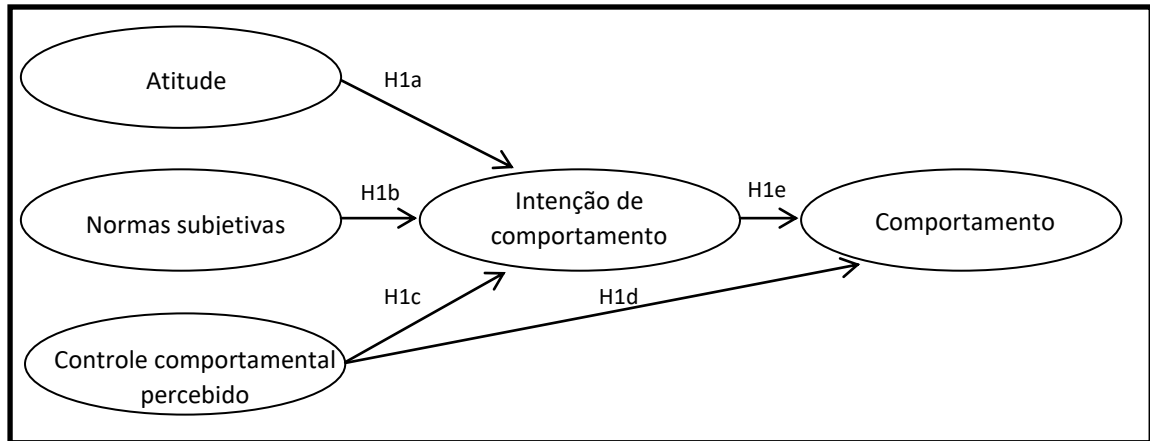 Atitude
H1a
Normas subjetivas
H1b
Intenção de
comportamento
H1e
Comportamento
H1c
H1d
Controle comportamental
percebido